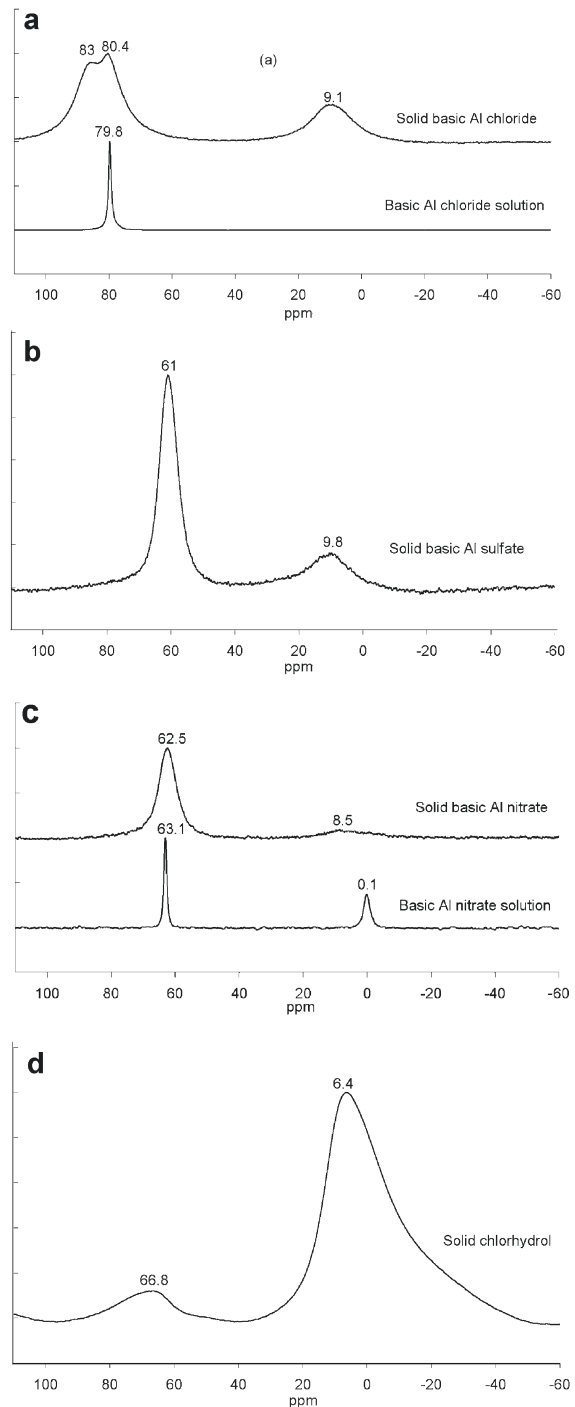 a
83 80.4
(a)
9.1
Solid basic Al chloride
79.8
Basic Al chloride solution
100 80 60 40 20 0 -20 -40 -60
ppm
b
61
9.8
Solid basic Al sulfate
100 80 60 40 20 0 -20 -40 -60
ppm
c
62.5
Solid basic Al nitrate
8.5
63.1
0.1
Basic Al nitrate solution
100 80 60 40 20 0 -20 -40 -60
ppm
d
6.4
Solid chlorhydrol
66.8
100 80 60 40 20 0 -20 -40 -60
ppm